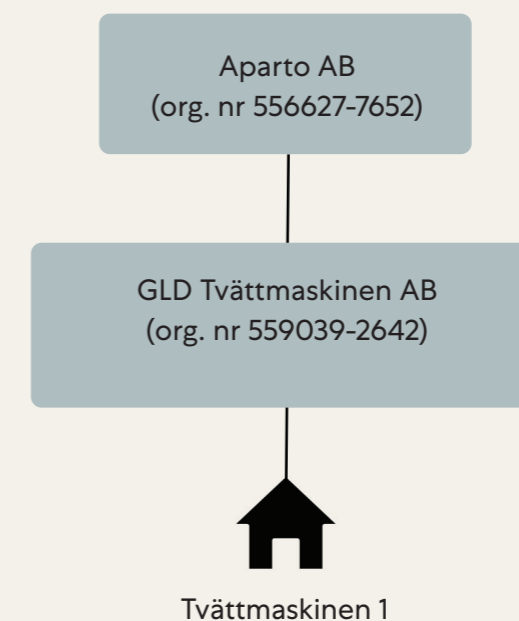 Aparto AB
(org. nr 556627-7652)
GLD Tvättmaskinen AB
(org. nr 559039-2642)
Tvättmaskinen 1